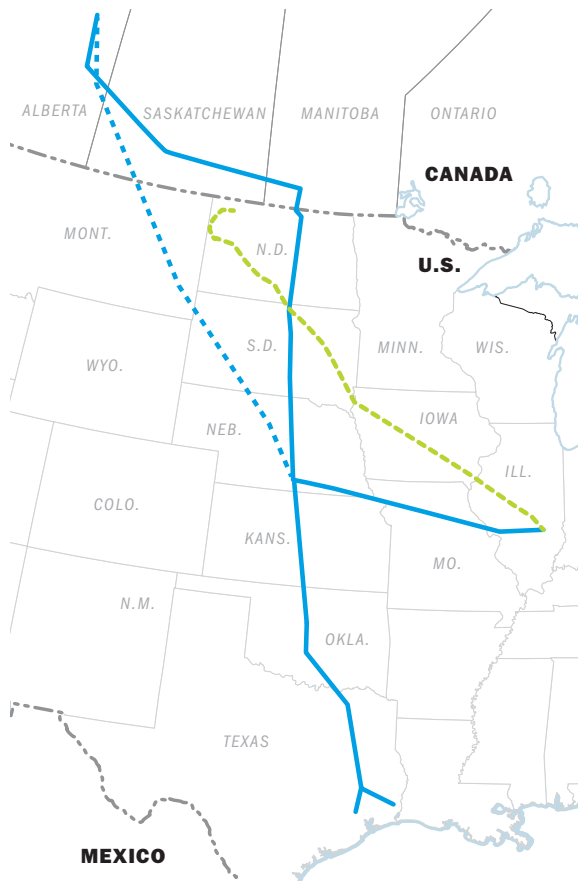 ALBERTA
SASKATCHEWAN
MANITOBA
ONTARIO
CANADA
MONT.
N.D.
U.S.
S.D.
MINN.
WIS.
WYO.
NEB.
IOWA
ILL.
COLO.
KANS.
MO.
N.M.
OKLA.
TEXAS
MEXICO